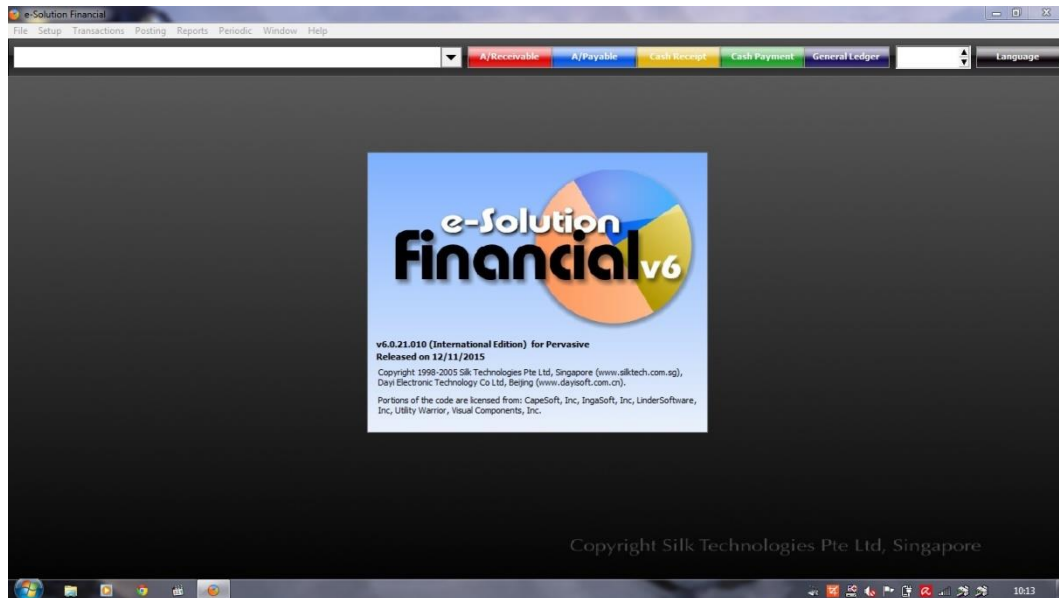 e-Solution Financial
File Setup Transactions Posting Reports Periodic Window Help
A/Receivable A/Payable Cash Receipt Cash Payment General Ledger Language
e-Solution
Financial v6
v6.0.21.010 (International Edition) for Pervasive
Released on 12/11/2015
Copyright 1998-2005 Silk Technologies Pte Ltd, Singapore (www.silktech.com.sg),
Dayi Electronic Technology Co Ltd, Beijing (www.dayisoft.com.cn).
Portions of the code are licensed from: CapeSoft, Inc, IngaSoft, Inc, LinderSoftware,
Inc, Utility Warrior, Visual Components, Inc.
Copyright Silk Technologies Pte Ltd, Singapore
10:13